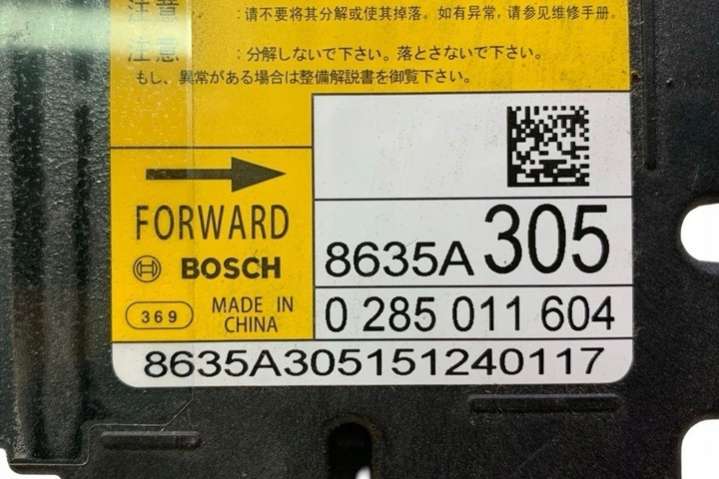 注意 :请不要将其分解或使其掉落。如有异常,请参见维修手册.
注意 :分解しないで下さい。落とさないで下さい。
もし、異常がある場合は整備解説書を御覧下さい。
FORWARD
BOSCH
8635A 305
369 MADE IN
CHINA
0 285 011 604
8635A305151240117